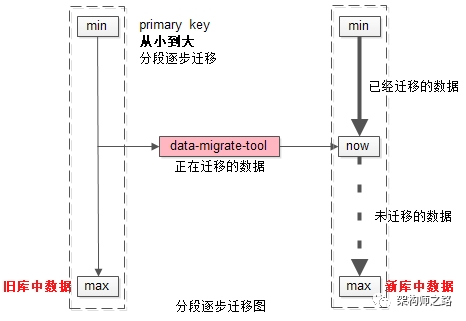 min
primary key
从小到大
分段逐步迁移
min
已经迁移的数据
data-migrate-tool
now
正在迁移的数据
未迁移的数据
旧库中数据
max
max
新库中数据
架构师之路
分段逐步迁移图